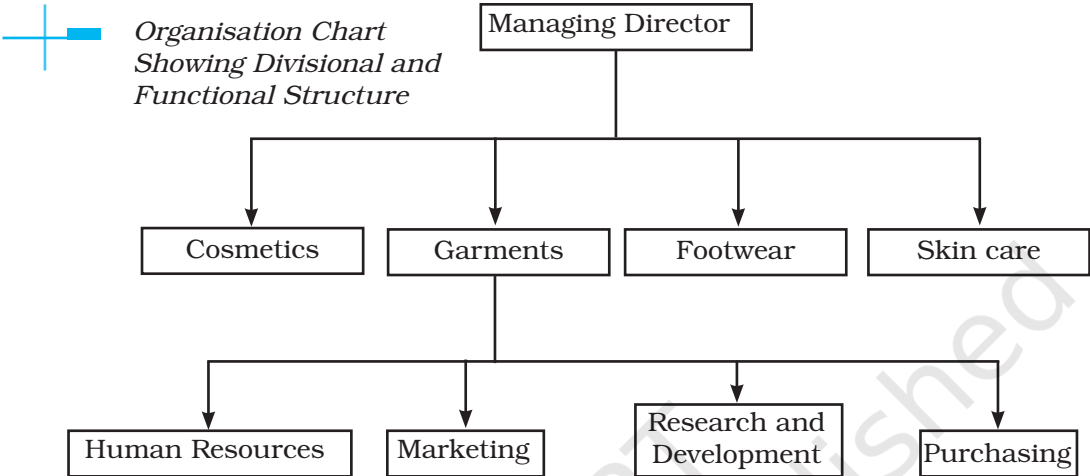 Organisation Chart
Showing Divisional and
Functional Structure
Managing Director
Cosmetics
Garments
Footwear
Skin care
Human Resources
Marketing
Research and
Development
Purchasing